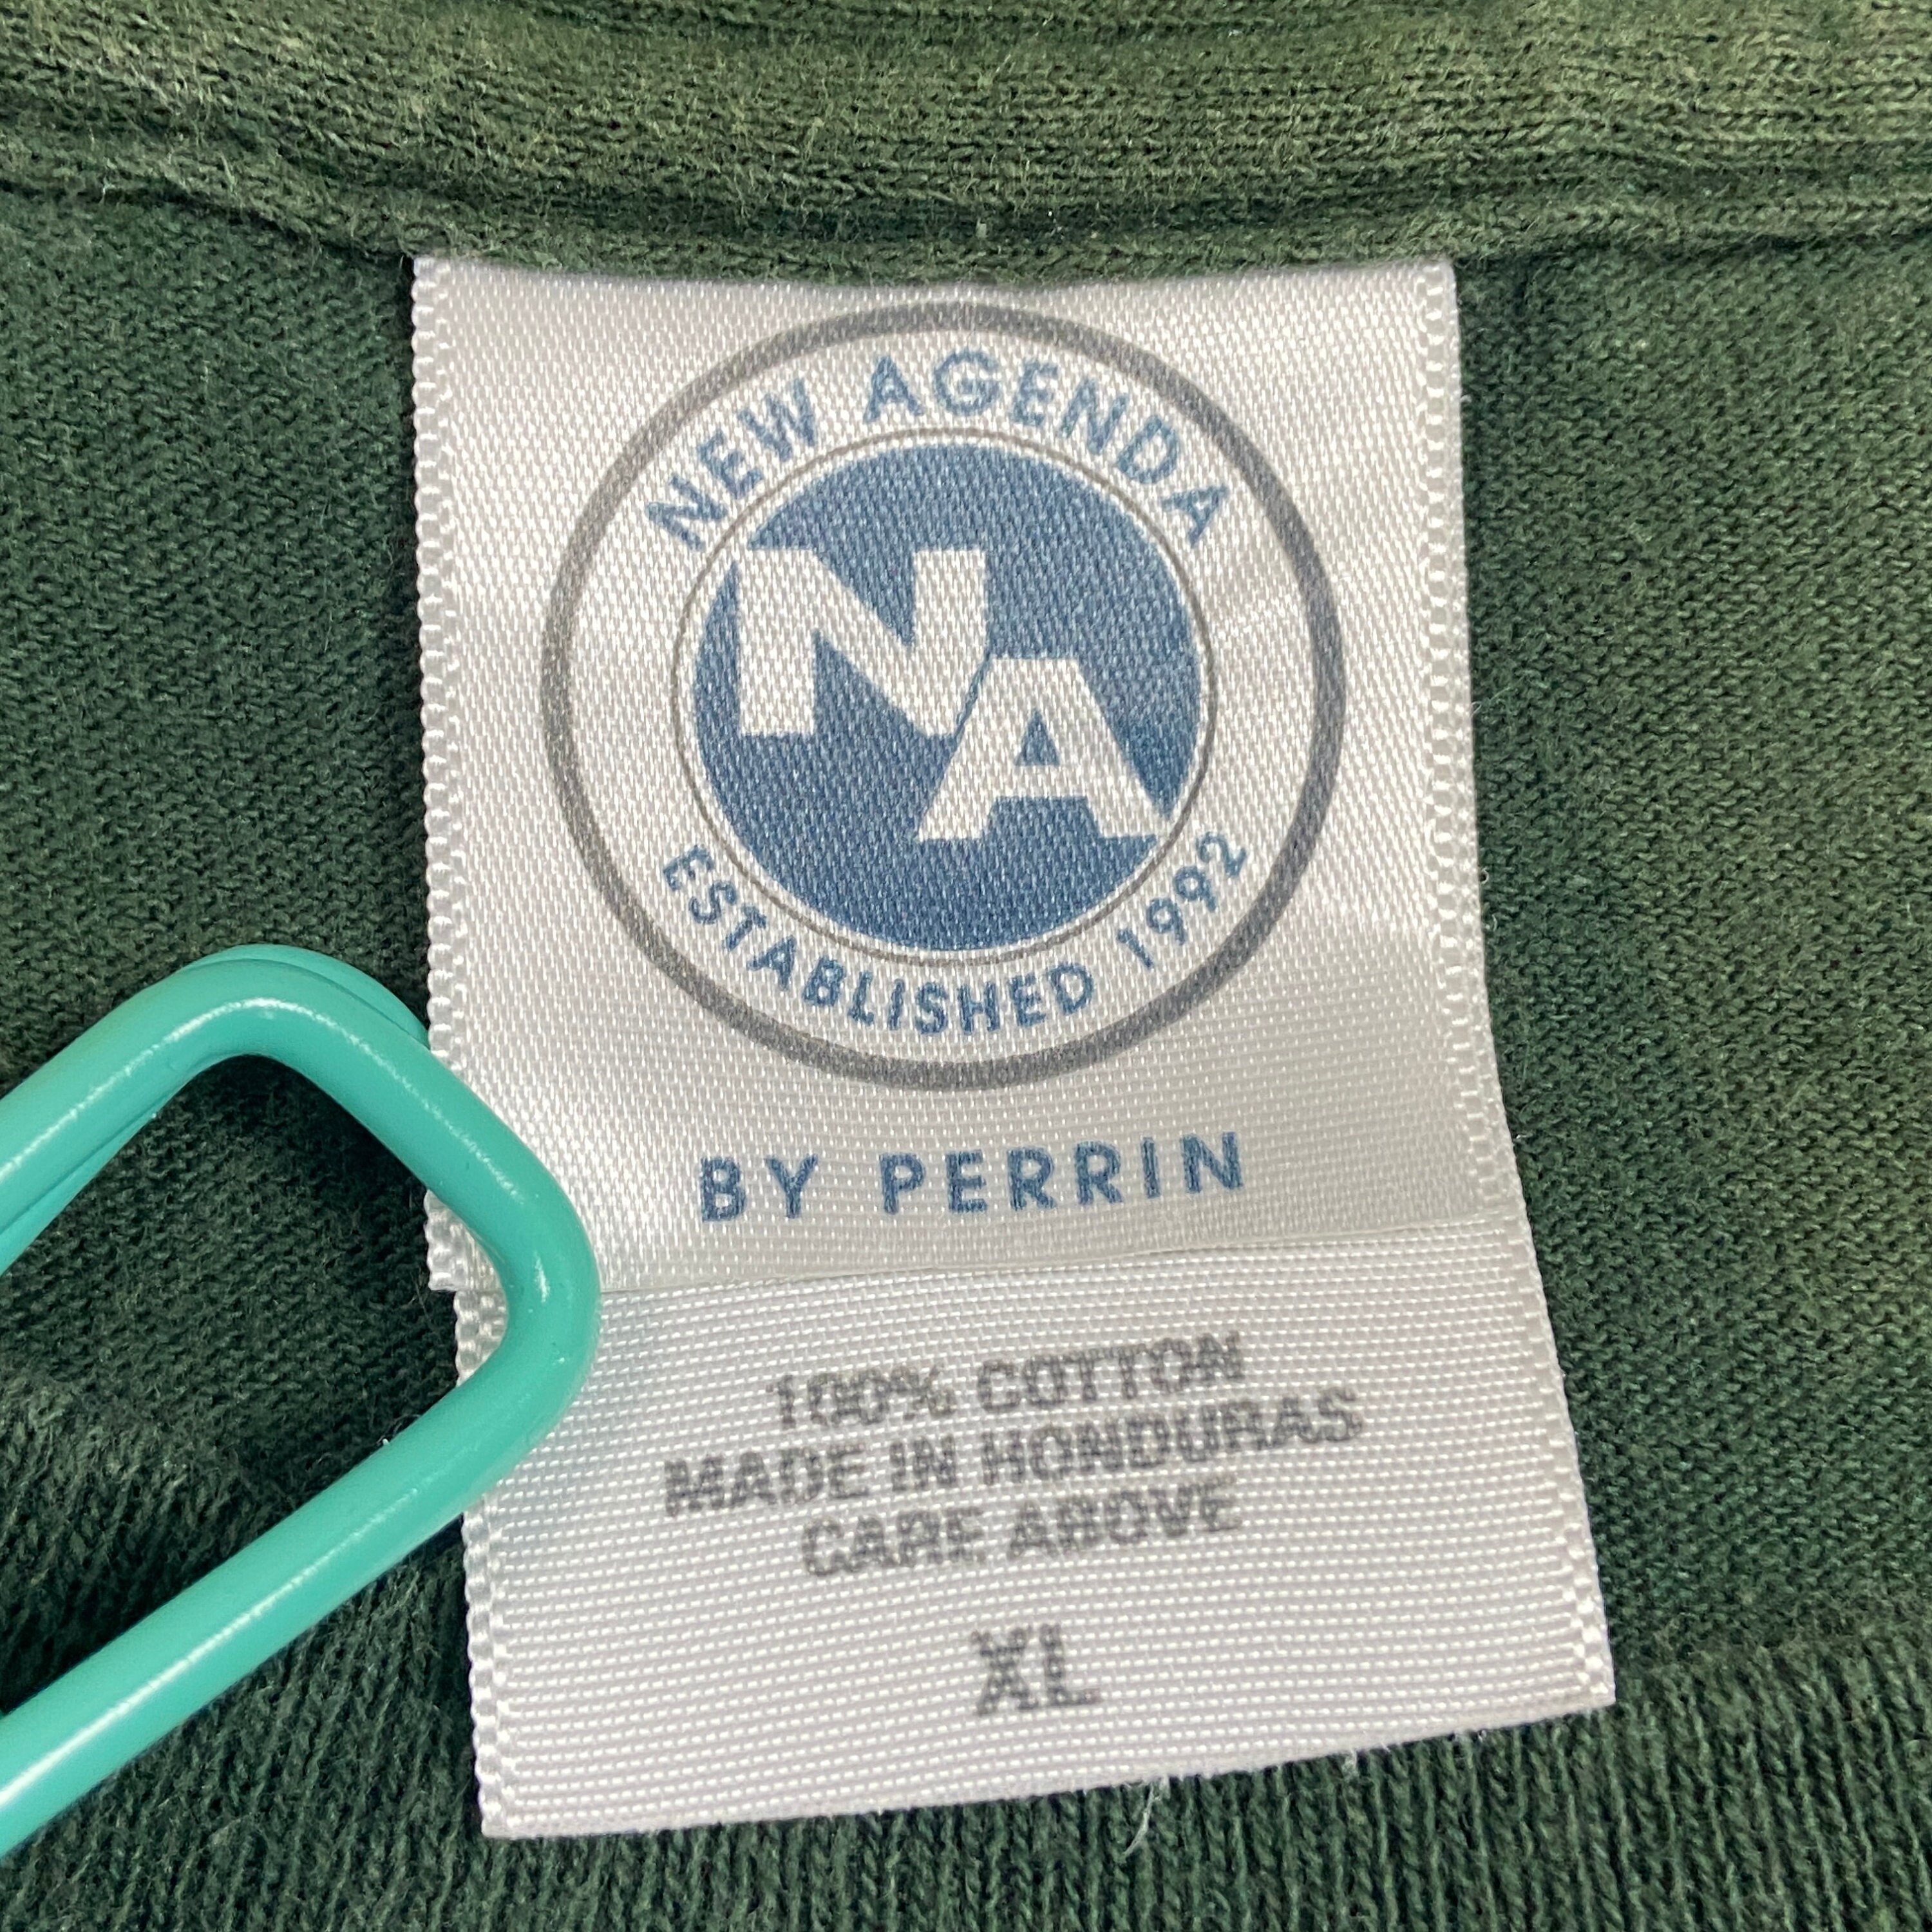 NEW AGENDA
NA
ESTABLISHED 1992
BY PERRIN
100% COTTON
MADE IN HONDURAS
CARE ABOVE
XL